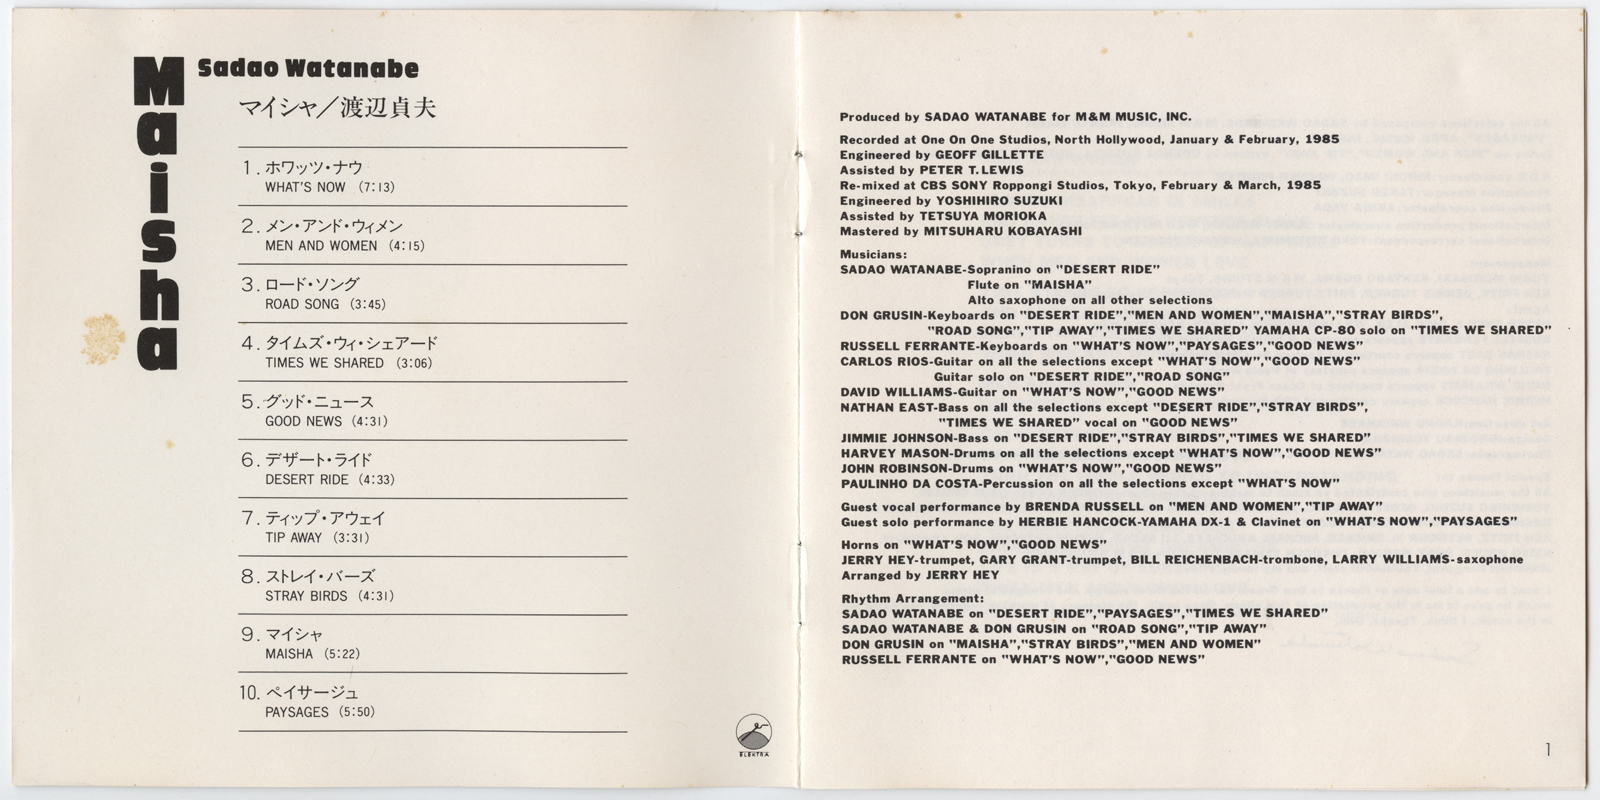 Maisha
Sadao Watanabe
マイシャ／渡辺貞夫
1. ホワッツ・ナウ
WHAT'S NOW (7:13)
2. メン・アンド・ウィメン
MEN AND WOMEN (4:15)
3. ロード・ソング
ROAD SONG (3:45)
4. タイムズ・ウィ・シェアード
TIMES WE SHARED (3:06)
5. グッド・ニュース
GOOD NEWS (4:31)
6. デザート・ライド
DESERT RIDE (4:33)
7. ティップ・アウェイ
TIP AWAY (3:31)
8. ストレイ・バーズ
STRAY BIRDS (4:31)
9. マイシャ
MAISHA (5:22)
10. ペイサージュ
PAYSAGES (5:50)
ELEKTRA
Produced by SADAO WATANABE for M&M MUSIC, INC.
Recorded at One On One Studios, North Hollywood, January & February, 1985
Engineered by GEOFF GILLETTE
Assisted by PETER T. LEWIS
Re-mixed at CBS SONY Roppongi Studios, Tokyo, February & March, 1985
Engineered by YOSHIHIRO SUZUKI
Assisted by TETSUYA MORIOKA
Mastered by MITSUHARU KOBAYASHI
Musicians:
SADAO WATANABE-Sopranino on "DESERT RIDE"
Flute on "MAISHA"
Alto saxophone on all other selections
DON GRUSIN-Keyboards on "DESERT RIDE","MEN AND WOMEN","MAISHA","STRAY BIRDS",
"ROAD SONG","TIP AWAY","TIMES WE SHARED" YAMAHA CP-80 solo on "TIMES WE SHARED"
RUSSELL FERRANTE-Keyboards on "WHAT'S NOW","PAYSAGES","GOOD NEWS"
CARLOS RIOS-Guitar on all the selections except "WHAT'S NOW","GOOD NEWS"
Guitar solo on "DESERT RIDE","ROAD SONG"
DAVID WILLIAMS-Guitar on "WHAT'S NOW","GOOD NEWS"
NATHAN EAST-Bass on all the selections except "DESERT RIDE","STRAY BIRDS",
"TIMES WE SHARED" vocal on "GOOD NEWS"
JIMMIE JOHNSON-Bass on "DESERT RIDE","STRAY BIRDS","TIMES WE SHARED"
HARVEY MASON-Drums on all the selections except "WHAT'S NOW","GOOD NEWS"
JOHN ROBINSON-Drums on "WHAT'S NOW","GOOD NEWS"
PAULINHO DA COSTA-Percussion on all the selections except "WHAT'S NOW"
Guest vocal performance by BRENDA RUSSELL on "MEN AND WOMEN","TIP AWAY"
Guest solo performance by HERBIE HANCOCK-YAMAHA DX-1 & Clavinet on "WHAT'S NOW","PAYSAGES"
Horns on "WHAT'S NOW","GOOD NEWS"
JERRY HEY-trumpet, GARY GRANT-trumpet, BILL REICHENBACH-trombone, LARRY WILLIAMS-saxophone
Arranged by JERRY HEY
Rhythm Arrangement:
SADAO WATANABE on "DESERT RIDE","PAYSAGES","TIMES WE SHARED"
SADAO WATANABE & DON GRUSIN on "ROAD SONG","TIP AWAY"
DON GRUSIN on "MAISHA","STRAY BIRDS","MEN AND WOMEN"
RUSSELL FERRANTE on "WHAT'S NOW","GOOD NEWS"
1